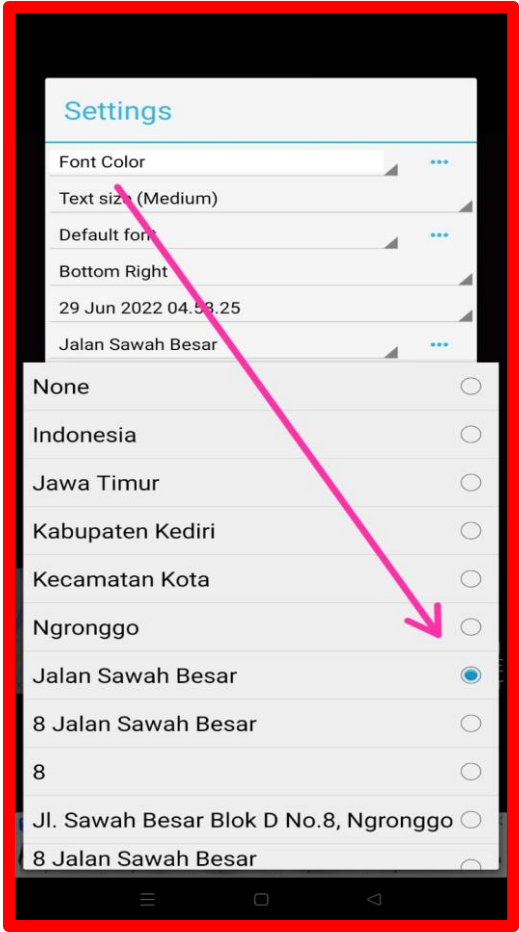 Settings
Font Color
Text size (Medium)
Default font
Bottom Right
29 Jun 2022 04.58.25
Jalan Sawah Besar
None
Indonesia
Jawa Timur
Kabupaten Kediri
Kecamatan Kota
Ngronggo
Jalan Sawah Besar
8 Jalan Sawah Besar
8
Jl. Sawah Besar Blok D No.8, Ngronggo
8 Jalan Sawah Besar